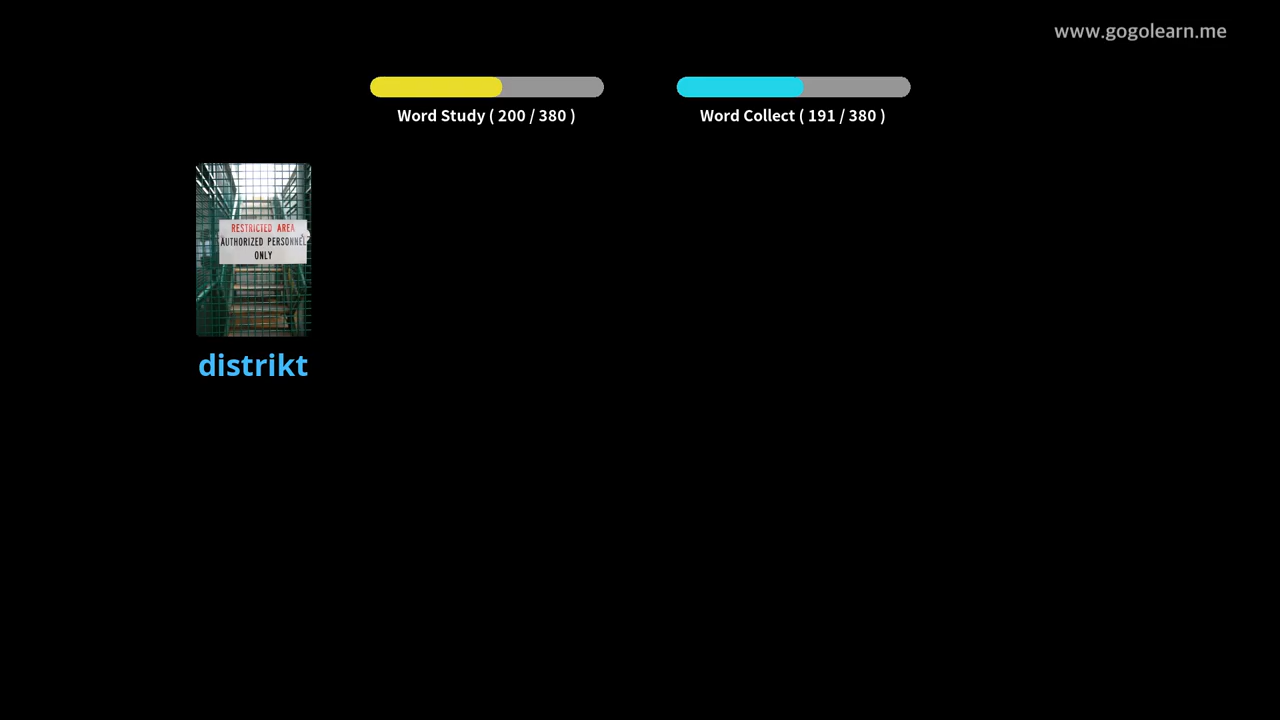 www.gogolearn.me
Word Study ( 200 / 380 )
Word Collect ( 191 / 380 )
RESTRICTED AREA
AUTHORIZED PERSONNEL
ONLY
distrikt